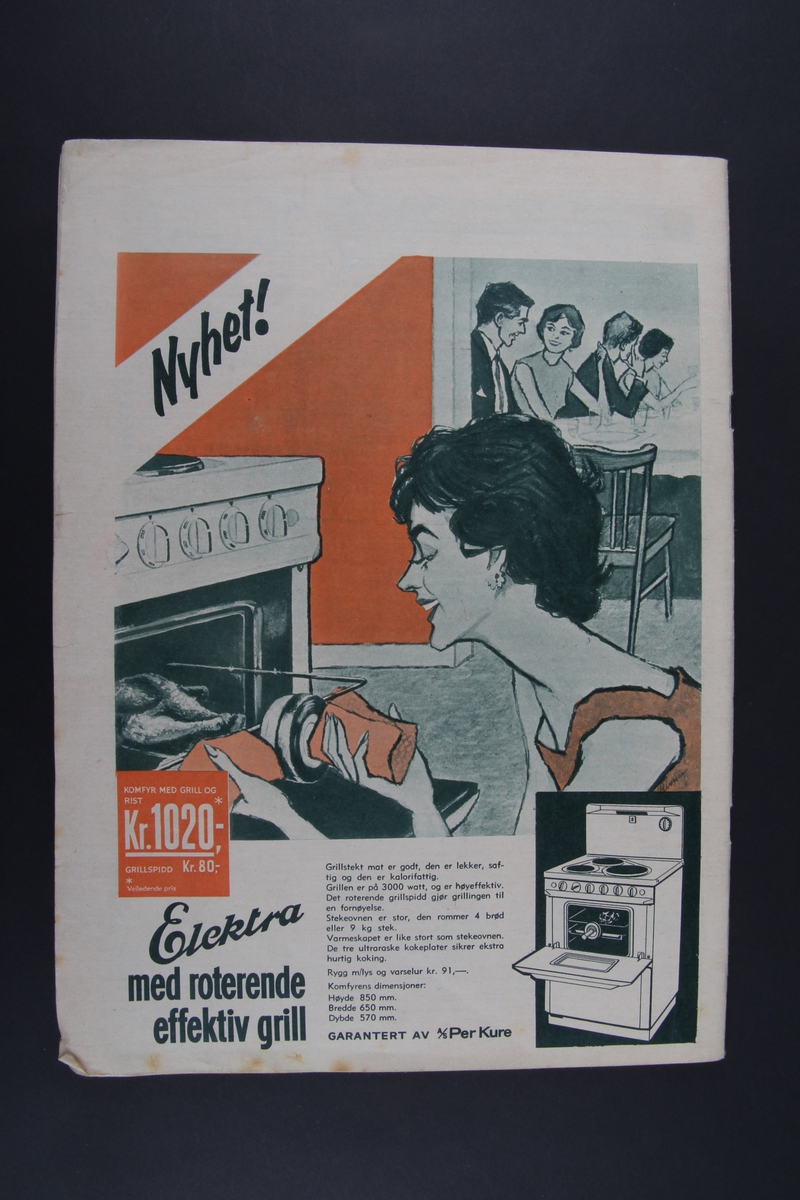 Nyhet!
KOMFYR MED GRILL OG
RIST *
Kr. 1020,-
GRILLSPIDD Kr. 80,-
*
Veiledende pris
Elektra
med roterende
effektiv grill
Grillstekt mat er godt, den er lekker, saf-
tig og den er kalorifattig.
Grillen er på 3000 watt, og er høyeffektiv.
Det roterende grillspidd gjør grillingen til
en fornøyelse.
Stekeovnen er stor, den rommer 4 brød
eller 9 kg stek.
Varmeskapet er like stort som stekeovnen.
De tre ultraraske kokeplater sikrer ekstra
hurtig koking.
Rygg m/lys og varselur kr. 91,—.
Komfyrens dimensjoner:
Høyde 850 mm.
Bredde 650 mm.
Dybde 570 mm.
GARANTERT AV A/S Per Kure